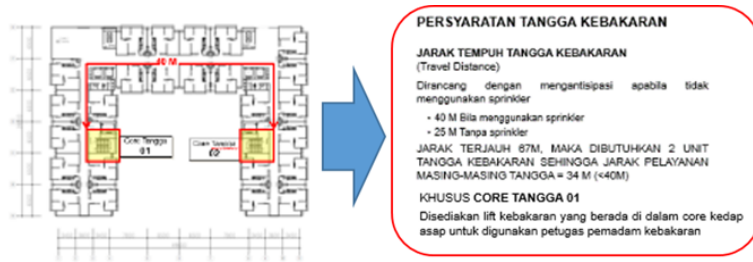 40 M
Core Tangga
01
Core Tangga
02
PERSYARATAN TANGGA KEBAKARAN
JARAK TEMPUH TANGGA KEBAKARAN
(Travel Distance)
Dirancang dengan mengantisipasi apabila tidak
menggunakan sprinkler
- 40 M Bila menggunakan sprinkler
- 25 M Tanpa sprinkler
JARAK TERJAUH 67M, MAKA DIBUTUHKAN 2 UNIT
TANGGA KEBAKARAN SEHINGGA JARAK PELAYANAN
MASING-MASING TANGGA = 34 M (<40M)
KHUSUS CORE TANGGA 01
Disediakan lift kebakaran yang berada di dalam core kedap
asap untuk digunakan petugas pemadam kebakaran